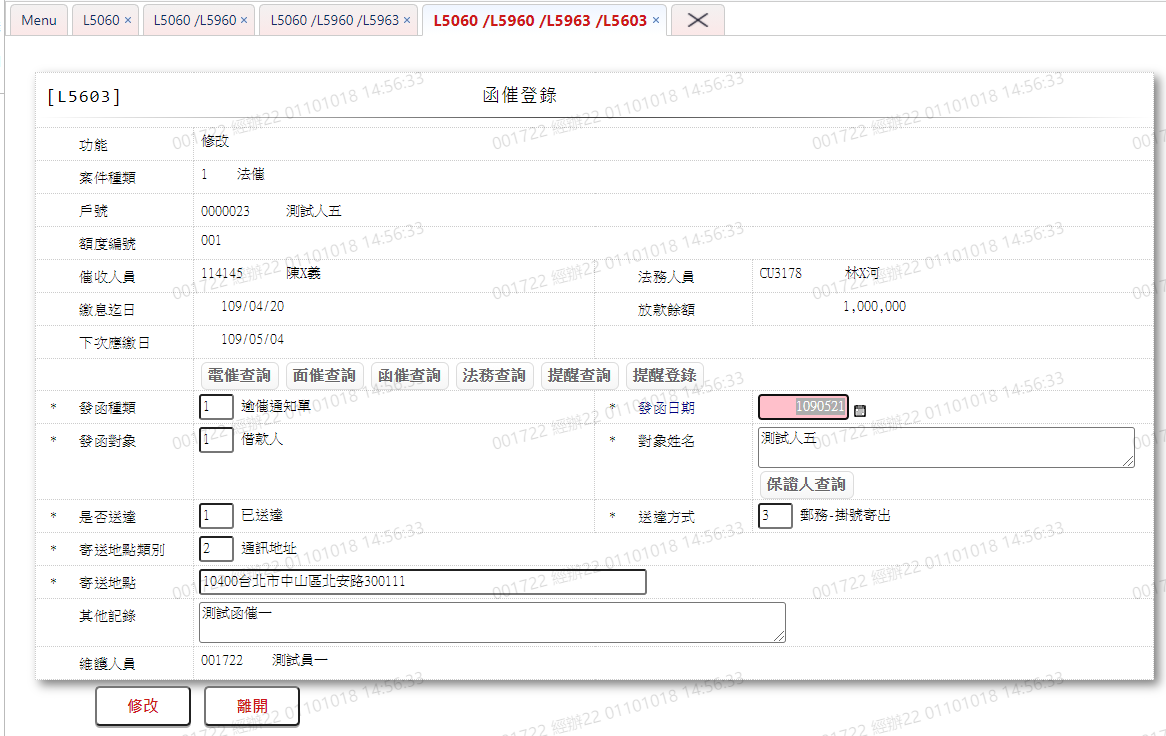 Menu L5060 × L5060 /L5960 × L5060 /L5960 /L5963 × L5060 /L5960 /L5963 /L5603 ×
[L5603] 函催登錄
功能 修改
案件種類 1 法催
戶號 0000023 測試人五
額度編號 001
催收人員 114145 陳X義 法務人員 CU3178 林X河
繳息迄日 109/04/20 放款餘額 1,000,000
下次應繳日 109/05/04
電催查詢 面催查詢 函催查詢 法務查詢 提醒查詢 提醒登錄
* 發函種類 1 逾催通知單 * 發函日期 1090521
* 發函對象 1 借款人 * 對象姓名 測試人五
保證人查詢
* 是否送達 1 已送達 * 送達方式 3 郵務-掛號寄出
* 寄送地點類別 2 通訊地址
* 寄送地點 10400台北市中山區北安路300111
其他記錄 測試函催一
維護人員 001722 測試員一
修改 離開
001722 經辦22 01101018 14:56:33